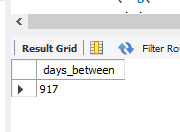 Result Grid Filter Ro
days_between
917